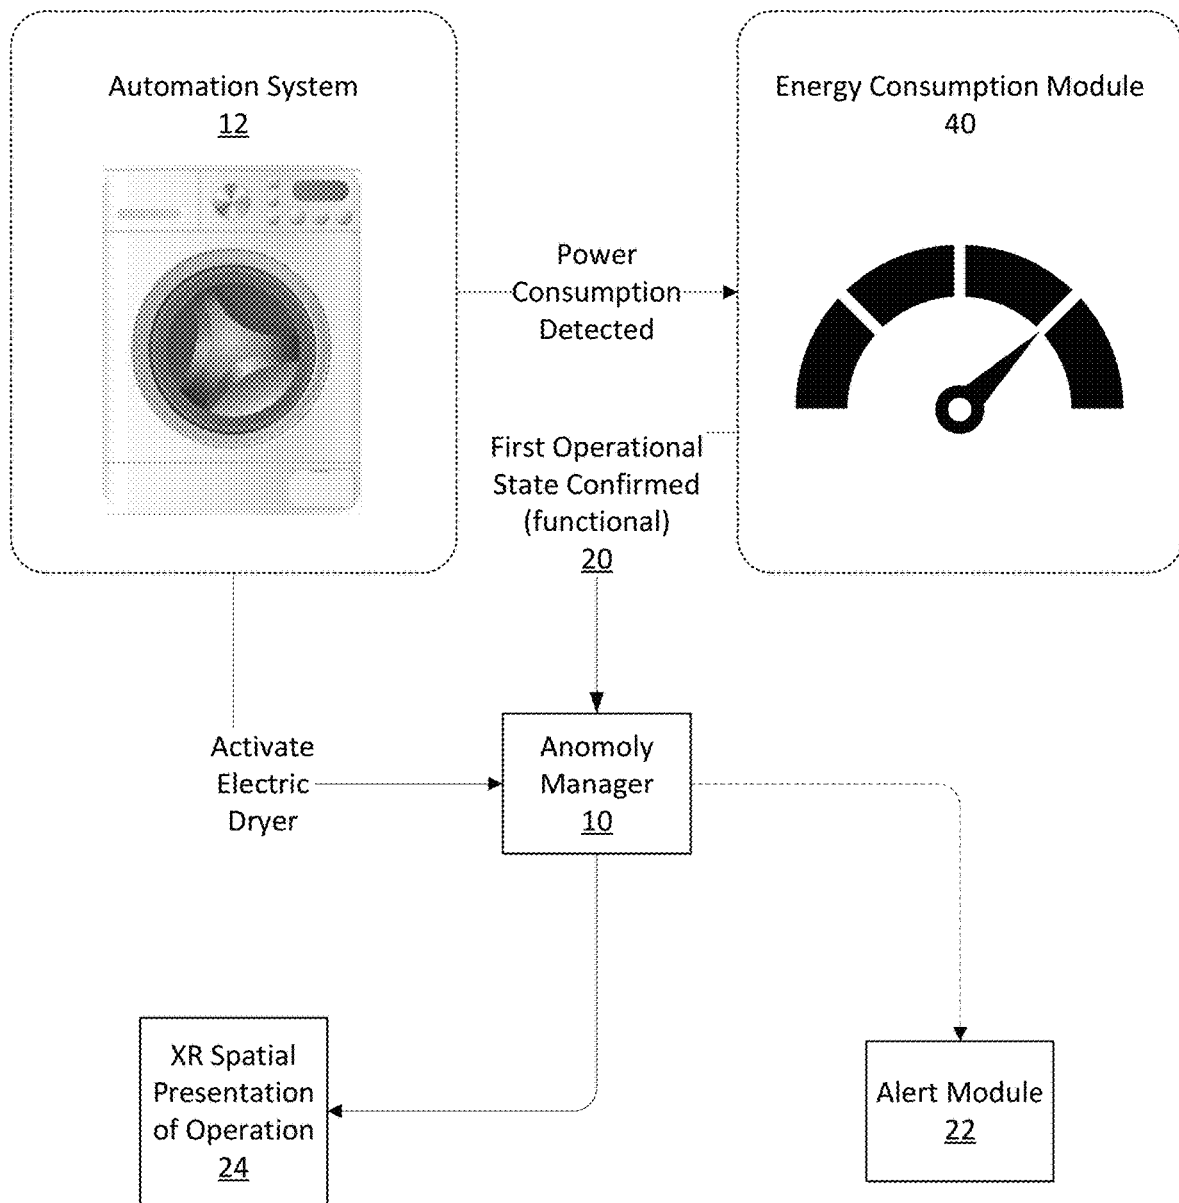 Automation System
12
Energy Consumption Module
40
Power
Consumption
Detected
First Operational
State Confirmed
(functional)
20
Activate
Electric
Dryer
Anomoly
Manager
10
XR Spatial
Presentation
of Operation
24
Alert Module
22